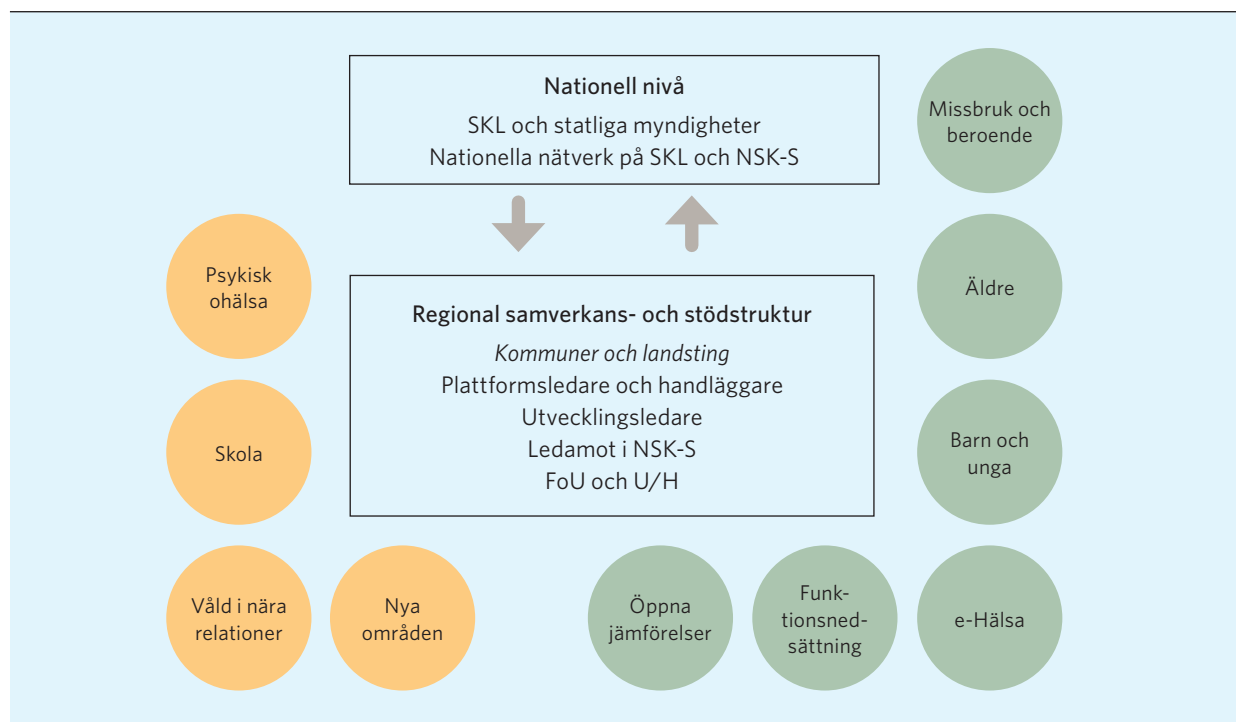 Nationell nivå
SKL och statliga myndigheter
Nationella nätverk på SKL och NSK-S
Missbruk och
beroende
Psykisk
ohälsa
Regional samverkans- och stödstruktur
Kommuner och landsting
Plattformsledare och handläggare
Utvecklingsledare
Ledamot i NSK-S
FoU och U/H
Äldre
Skola
Barn och
unga
Våld i nära
relationer
Nya
områden
Öppna
jämförelser
Funk-
tionsned-
sättning
e-Hälsa